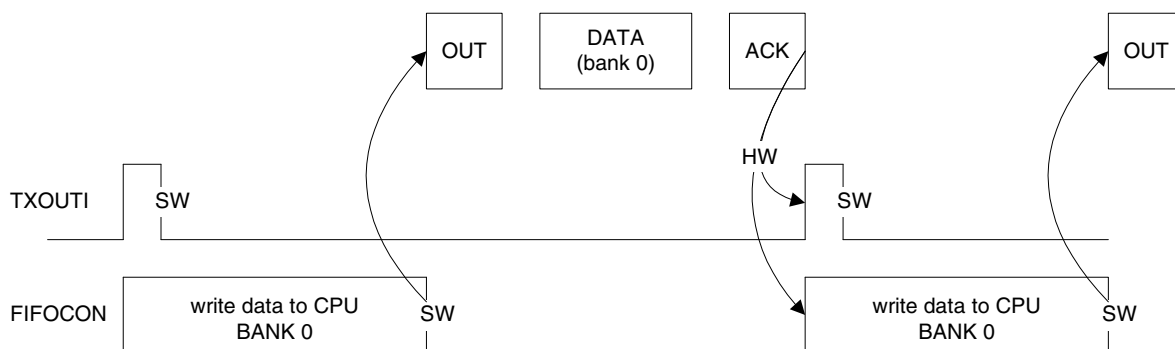 OUT
DATA
(bank 0)
ACK
OUT
HW
TXOUTI
SW
SW
FIFOCON
write data to CPU
BANK 0
SW
write data to CPU
BANK 0
SW